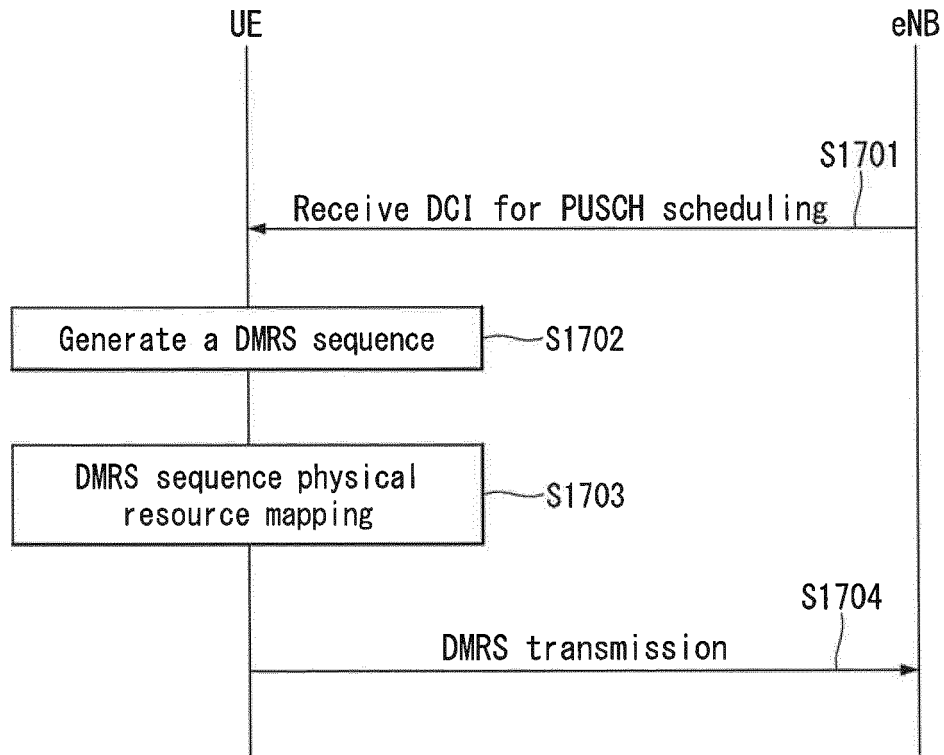 UE
eNB
S1701
Receive DCI for PUSCH scheduling
Generate a DMRS sequence
S1702
DMRS sequence physical
resource mapping
S1703
S1704
DMRS transmission